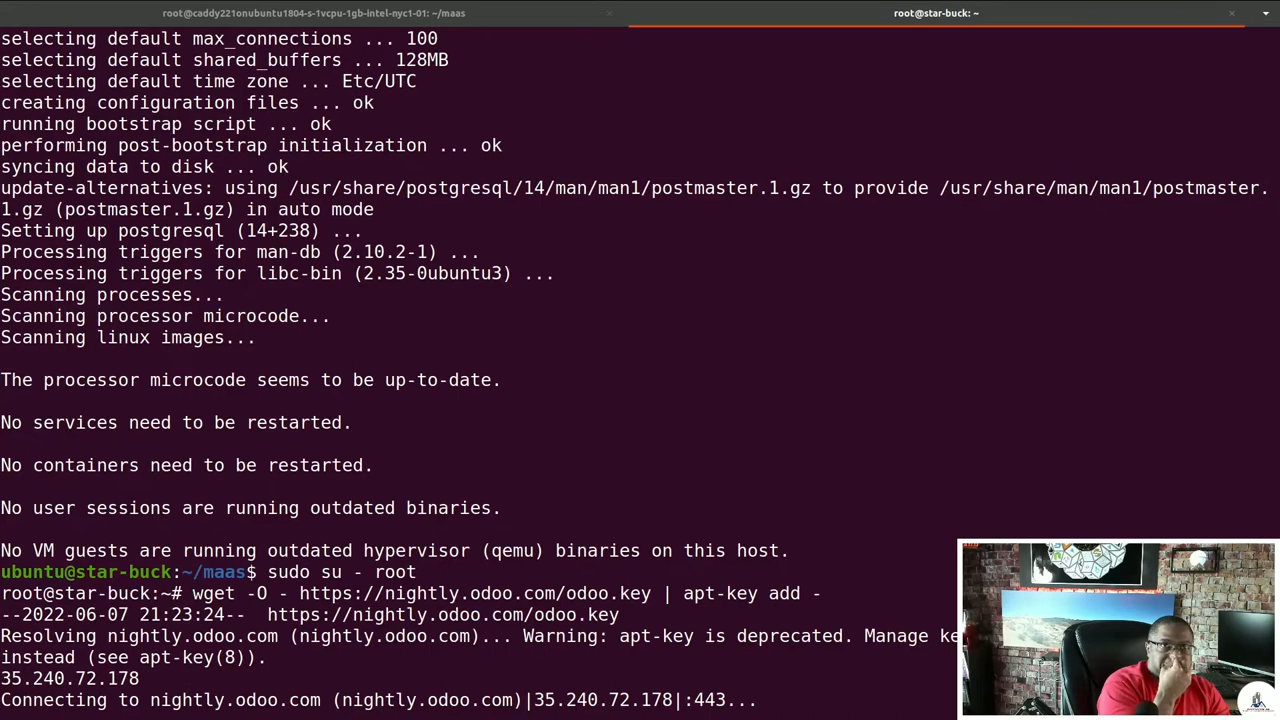 root@caddy221onubuntu1804-s-1vcpu-1gb-intel-nyc1-01: ~/maas
root@star-buck: ~
selecting default max_connections ... 100
selecting default shared_buffers ... 128MB
selecting default time zone ... Etc/UTC
creating configuration files ... ok
running bootstrap script ... ok
performing post-bootstrap initialization ... ok
syncing data to disk ... ok
update-alternatives: using /usr/share/postgresql/14/man/man1/postmaster.1.gz to provide /usr/share/man/man1/postmaster.
1.gz (postmaster.1.gz) in auto mode
Setting up postgresql (14+238) ...
Processing triggers for man-db (2.10.2-1) ...
Processing triggers for libc-bin (2.35-0ubuntu3) ...
Scanning processes...
Scanning processor microcode...
Scanning linux images...
The processor microcode seems to be up-to-date.
No services need to be restarted.
No containers need to be restarted.
No user sessions are running outdated binaries.
No VM guests are running outdated hypervisor (qemu) binaries on this host.
ubuntu@star-buck:~/maas$ sudo su - root
root@star-buck:~# wget -O - https://nightly.odoo.com/odoo.key | apt-key add -
--2022-06-07 21:23:24--  https://nightly.odoo.com/odoo.key
Resolving nightly.odoo.com (nightly.odoo.com)... Warning: apt-key is deprecated. Manage ke
instead (see apt-key(8)).
35.240.72.178
Connecting to nightly.odoo.com (nightly.odoo.com)|35.240.72.178|:443...